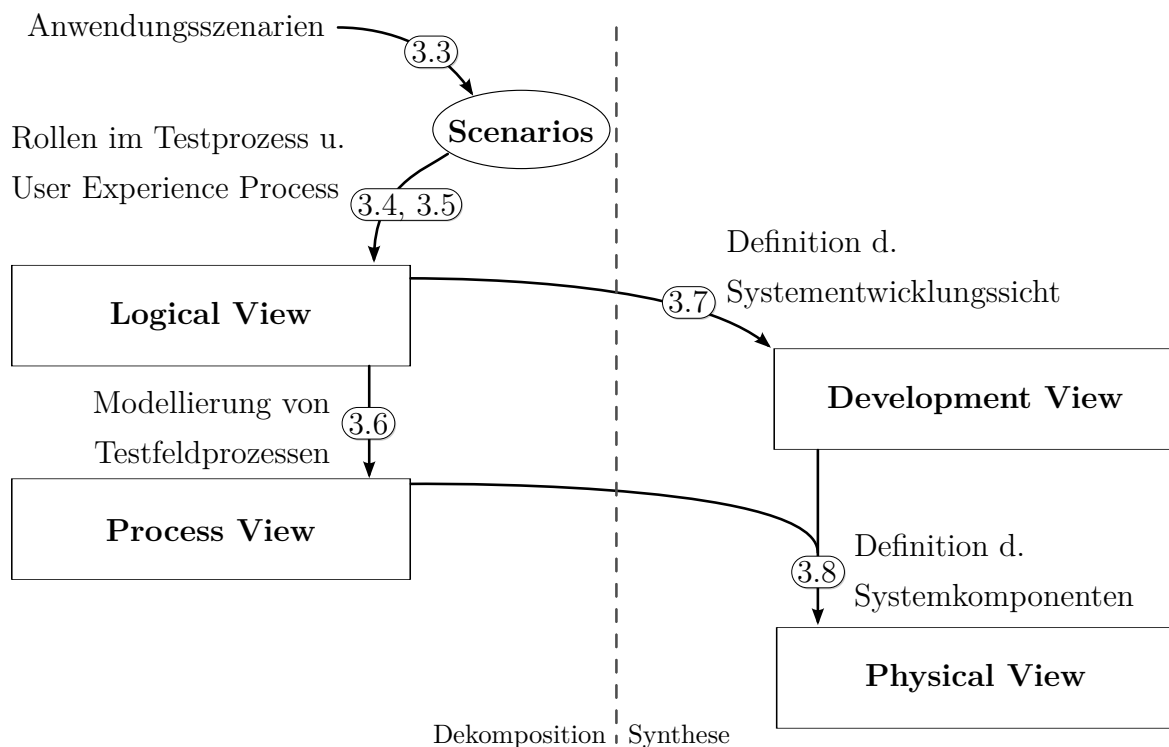 Anwendungsszenarien
3.3
Scenarios
Rollen im Testprozess u.
User Experience Process
3.4, 3.5
Definition d.
Systementwicklungssicht
3.7
Logical View
Development View
Modellierung von
Testfeldprozessen
3.6
Process View
Definition d.
Systemkomponenten
3.8
Physical View
Dekomposition
Synthese